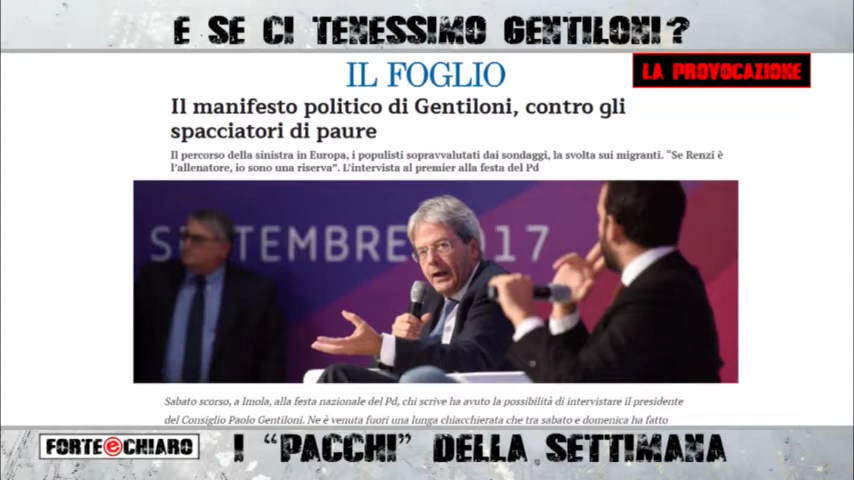 E SE CI TENESSIMO GENTILONI?
LA PROVOCAZIONE
IL FOGLIO
Il manifesto politico di Gentiloni, contro gli
spacciatori di paure
Il percorso della sinistra in Europa, i populisti sopravvalutati dai sondaggi, la svolta sui migranti. “Se Renzi è
l’allenatore, io sono una riserva”. L’intervista al premier alla festa del Pd
SETTEMBRE 2017
Sabato scorso, a Imola, alla festa nazionale del Pd, chi scrive ha avuto la possibilità di intervistare il presidente
del Consiglio Paolo Gentiloni. Ne è venuta fuori una lunga chiacchierata che tra sabato e domenica ha fatto
FORTE e CHIARO
I “PACCHI” DELLA SETTIMANA